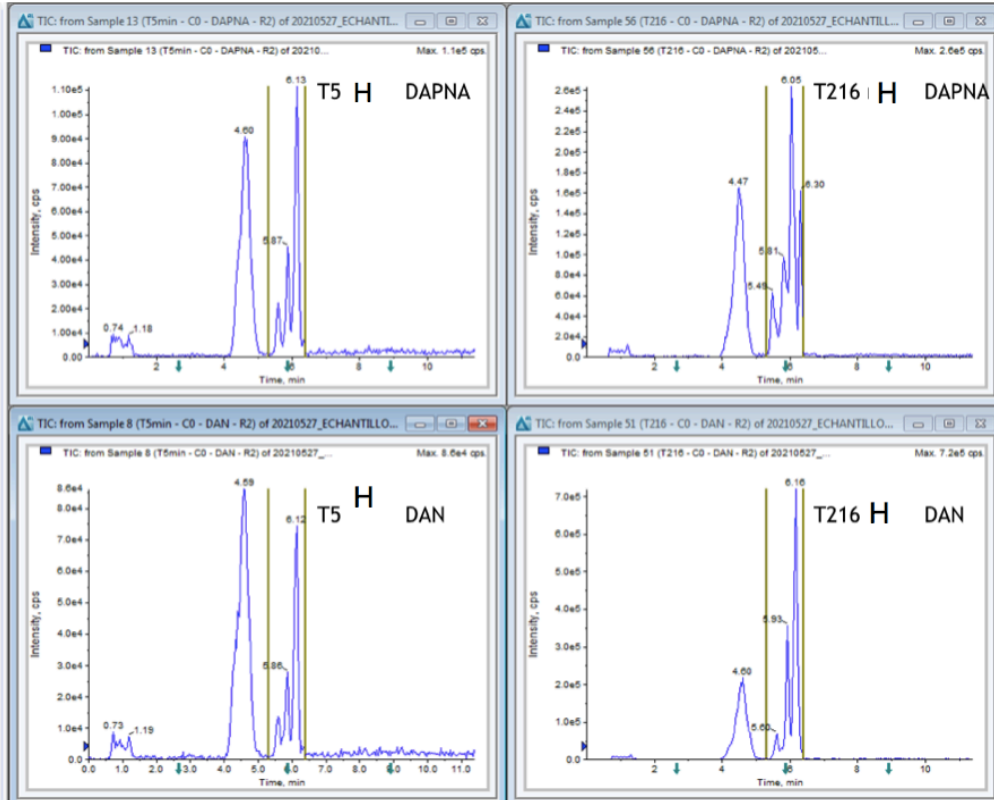 TIC: from Sample 13 (T5min - C0 - DAPNA - R2) of 20210527_ECHANTI...
TIC: from Sample 13 (T5min - C0 - DAPNA - R2) of 20210... Max. 1.1e5 cps.
T5 H DAPNA
6.13
4.60
5.87
0.74
1.18
1.10e5
1.00e5
9.00e4
8.00e4
7.00e4
6.00e4
5.00e4
4.00e4
3.00e4
2.00e4
1.00e4
0.00
Intensity, cps
2 4 6 8 10
Time, min
TIC: from Sample 56 (T216 - C0 - DAPNA - R2) of 20210527_ECHANTILL...
TIC: from Sample 56 (T216 - C0 - DAPNA - R2) of 202105... Max. 2.6e5 cps.
T216 H DAPNA
6.05
6.30
4.47
5.81
2.6e5
2.4e5
2.2e5
2.0e5
1.8e5
1.6e5
1.4e5
1.2e5
1.0e5
8.0e4
6.0e4
4.0e4
2.0e4
0.0
Intensity, cps
2 4 6 8 10
Time, min
TIC: from Sample 8 (T5min - C0 - DAN - R2) of 20210527_ECHANTILLO...
TIC: from Sample 8 (T5min - C0 - DAN - R2) of 20210527_... Max. 8.6e4 cps.
T5 H DAN
4.59
6.12
5.86
0.73
1.19
8.6e4
8.0e4
7.0e4
6.0e4
5.0e4
4.0e4
3.0e4
2.0e4
1.0e4
0.0
Intensity, cps
0.0 1.0 2.0 3.0 4.0 5.0 6.0 7.0 8.0 9.0 10.0 11.0
Time, min
TIC: from Sample 51 (T216 - C0 - DAN - R2) of 20210527_ECHANTILLO...
TIC: from Sample 51 (T216 - C0 - DAN - R2) of 20210527_... Max. 7.2e5 cps.
T216 H DAN
6.16
5.93
4.60
5.60
7.0e5
6.0e5
5.0e5
4.0e5
3.0e5
2.0e5
1.0e5
0.0
Intensity, cps
2 4 6 8 10
Time, min